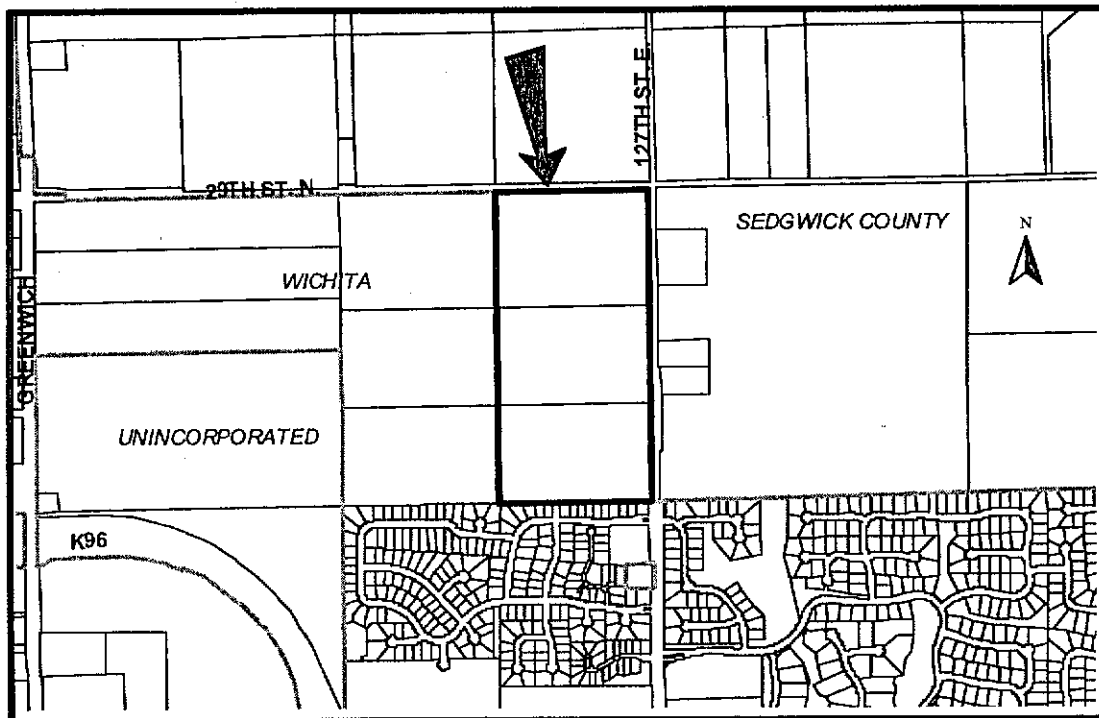 127TH ST. E
29TH ST. N
SEDGWICK COUNTY
N
WICHITA
GREENWICH
UNINCORPORATED
K96